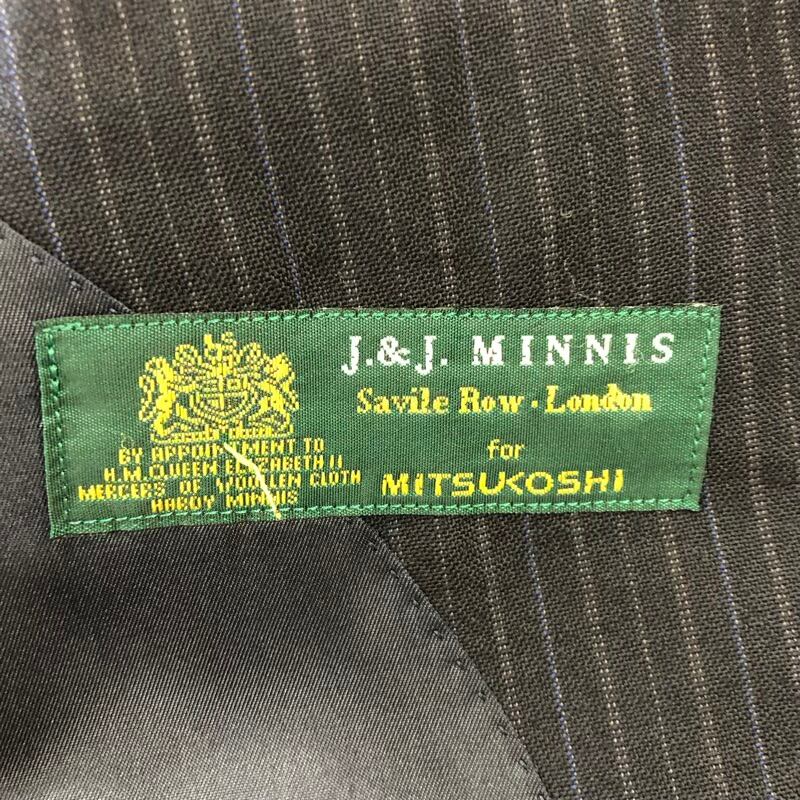 J.&J. MINNIS
Savile Row · London
for
MITSUKOSHI
BY APPOINTMENT TO
H.M. QUEEN ELIZABETH II
MERCERS OF WOOLLEN CLOTH
HARDY MINNIS